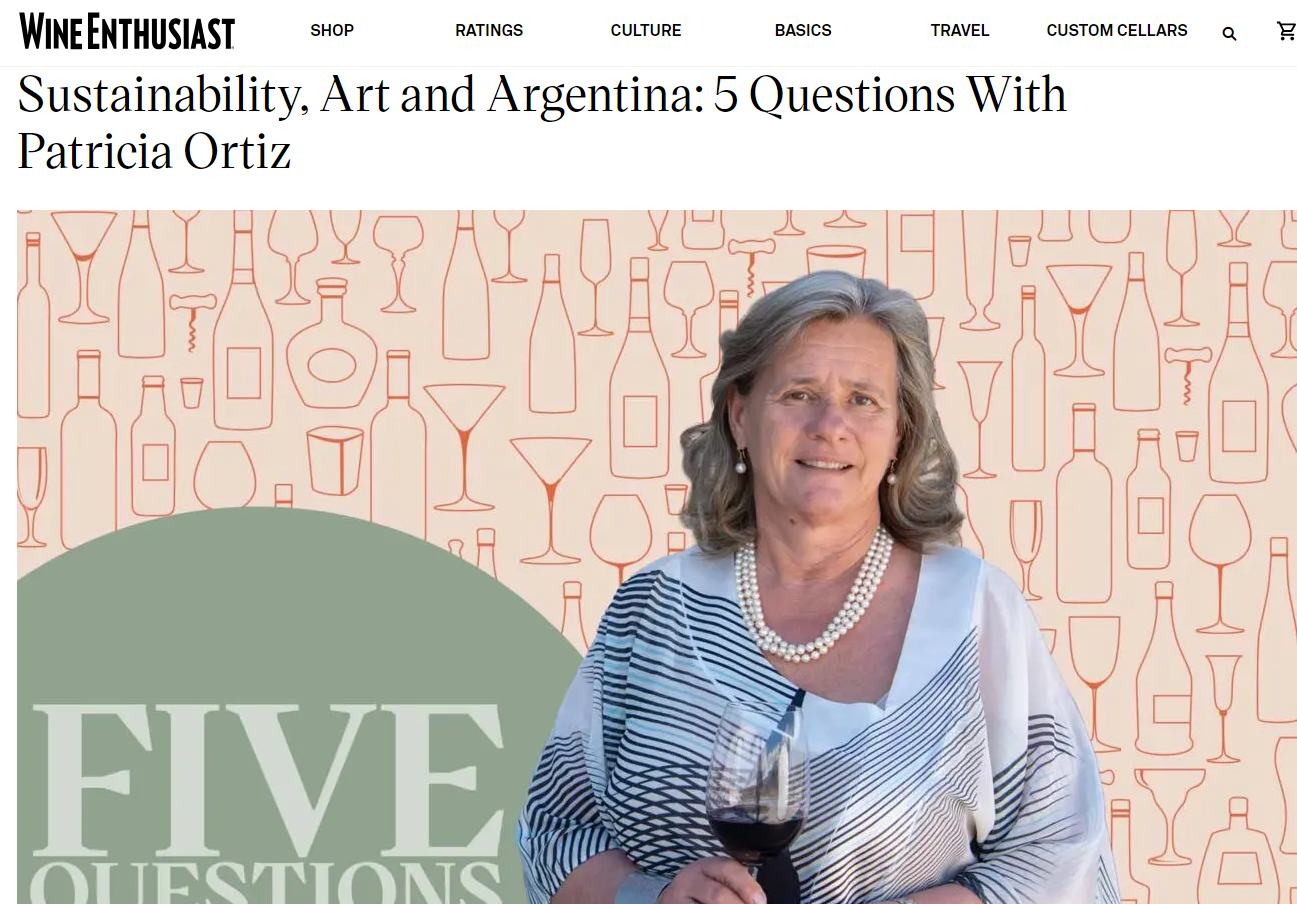 WINE ENTHUSIAST
SHOP
RATINGS
CULTURE
BASICS
TRAVEL
CUSTOM CELLARS
Sustainability, Art and Argentina: 5 Questions With
Patricia Ortiz
FIVE
QUESTIONS